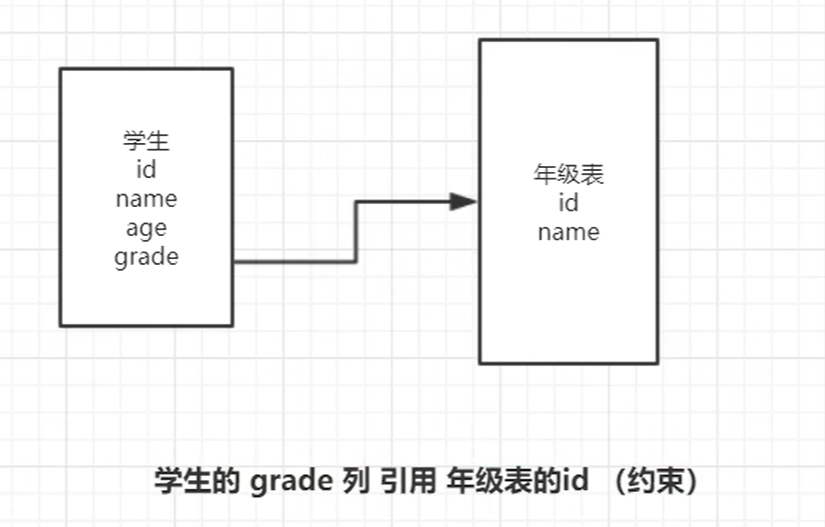 学生
id
name
age
grade
年级表
id
name
学生的 grade 列 引用 年级表的id （约束）